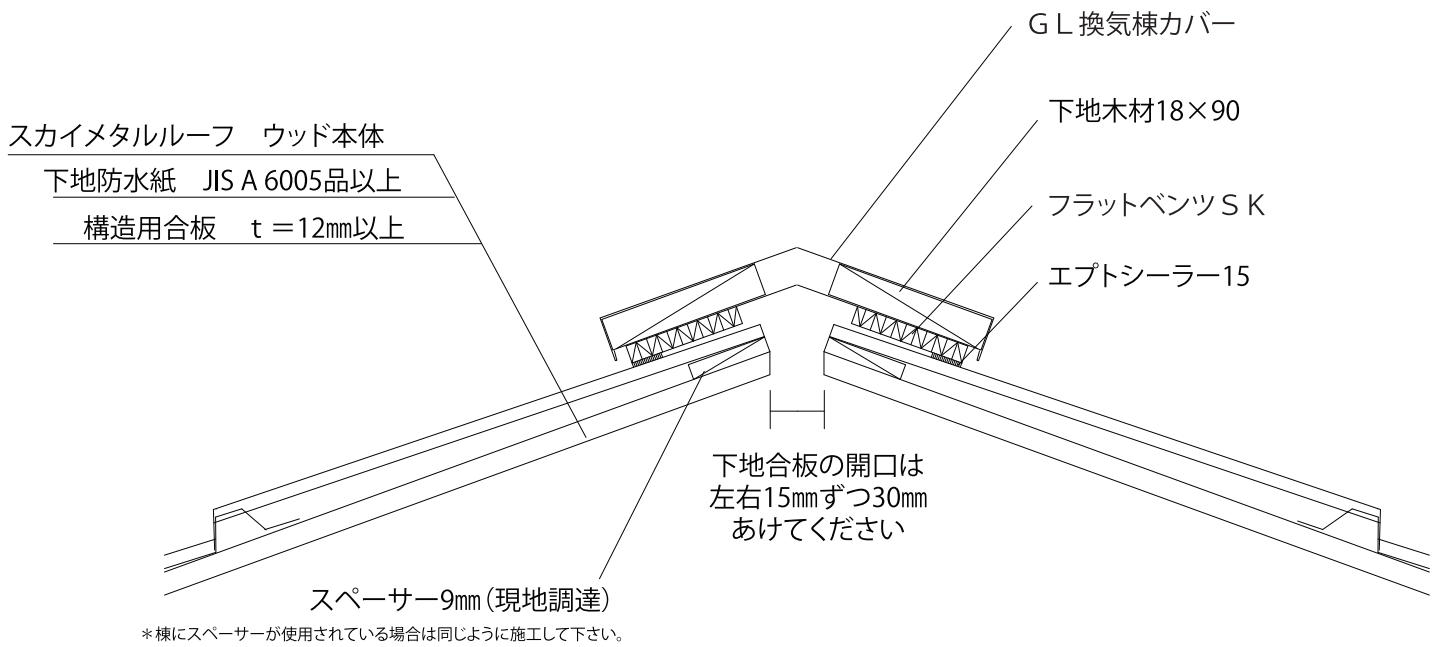 GL換気棟カバー
下地木材18×90
スカイメタルルーフ　ウッド本体
下地防水紙　JIS A 6005品以上
構造用合板　t＝12㎜以上
フラットベンツSK
エプトシーラー15
下地合板の開口は
左右15㎜ずつ30㎜
あけてください
スペーサー9㎜（現地調達）
＊棟にスペーサーが使用されている場合は同じように施工して下さい。